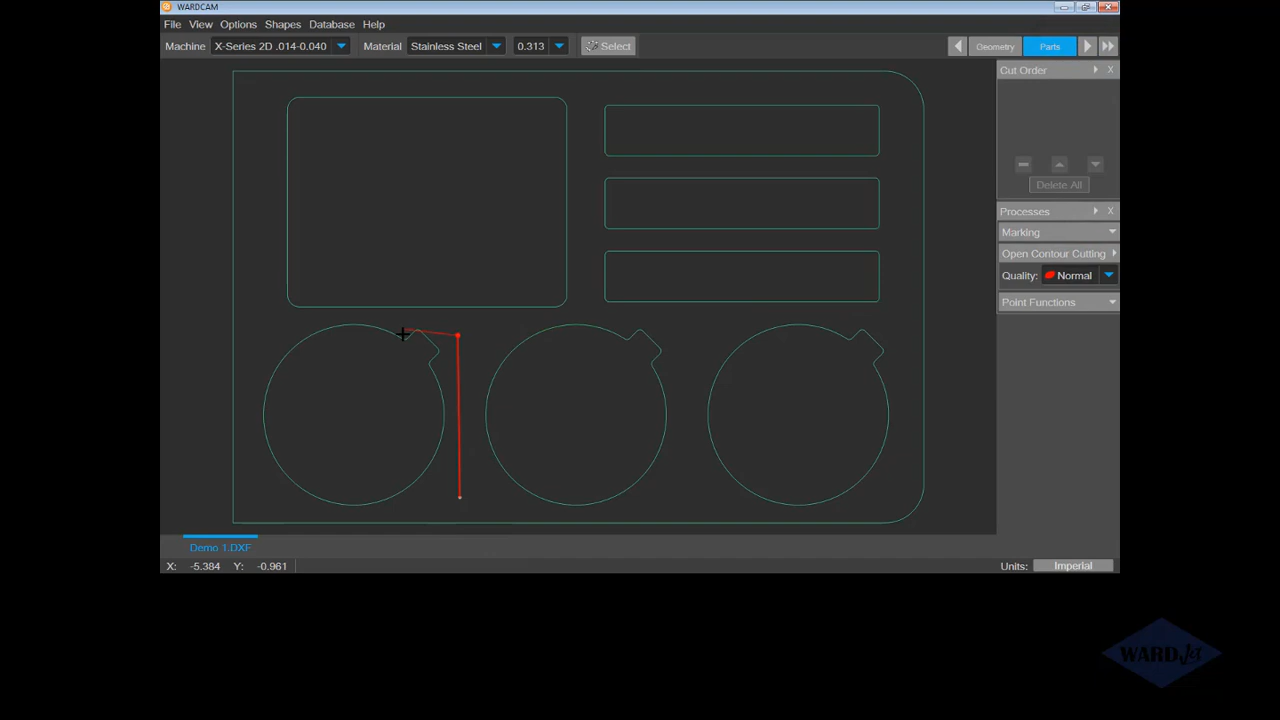 WARDCAM
File View Options Shapes Database Help
Machine X-Series 2D .014-0.040 Material Stainless Steel 0.313 Select Geometry Parts
Cut Order X
Delete All
Processes X
Marking
Open Contour Cutting
Quality: Normal
Point Functions
Demo 1.DXF
X: -5.384 Y: -0.961 Units: Imperial
WARDJet